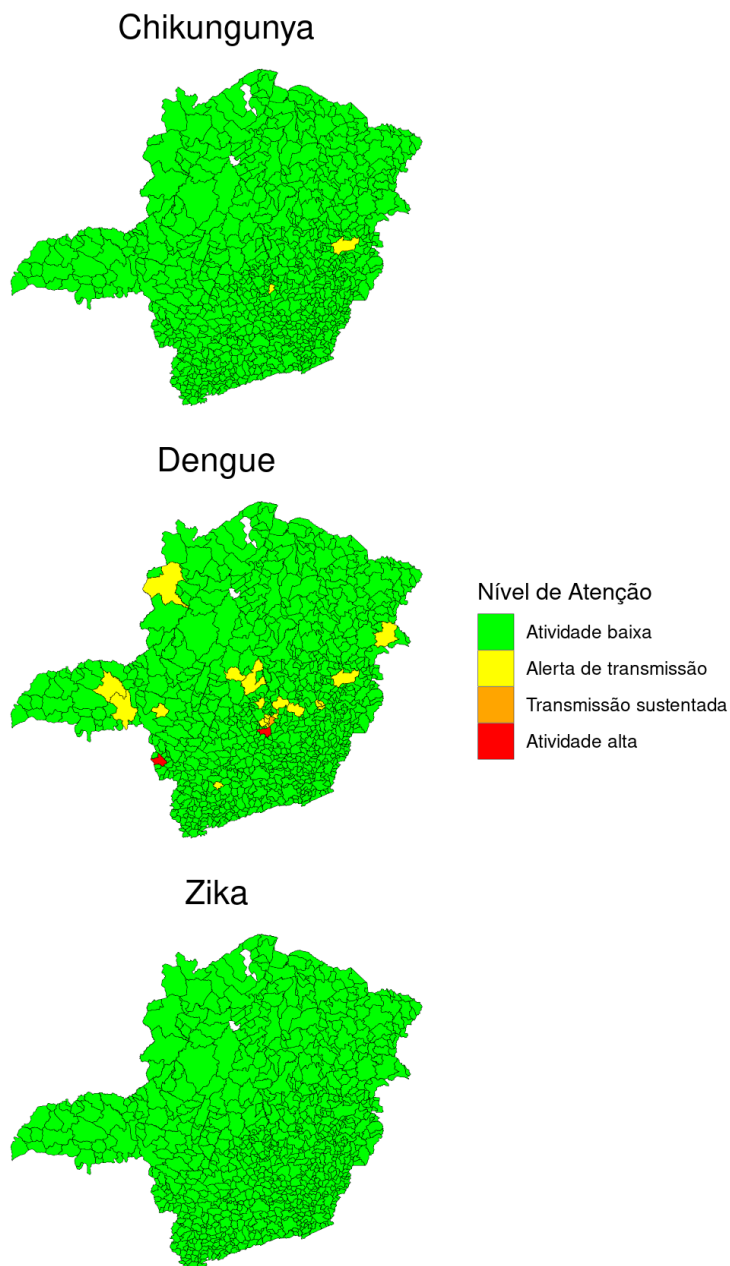 Chikungunya
Dengue
Nível de Atenção
Atividade baixa
Alerta de transmissão
Transmissão sustentada
Atividade alta
Zika